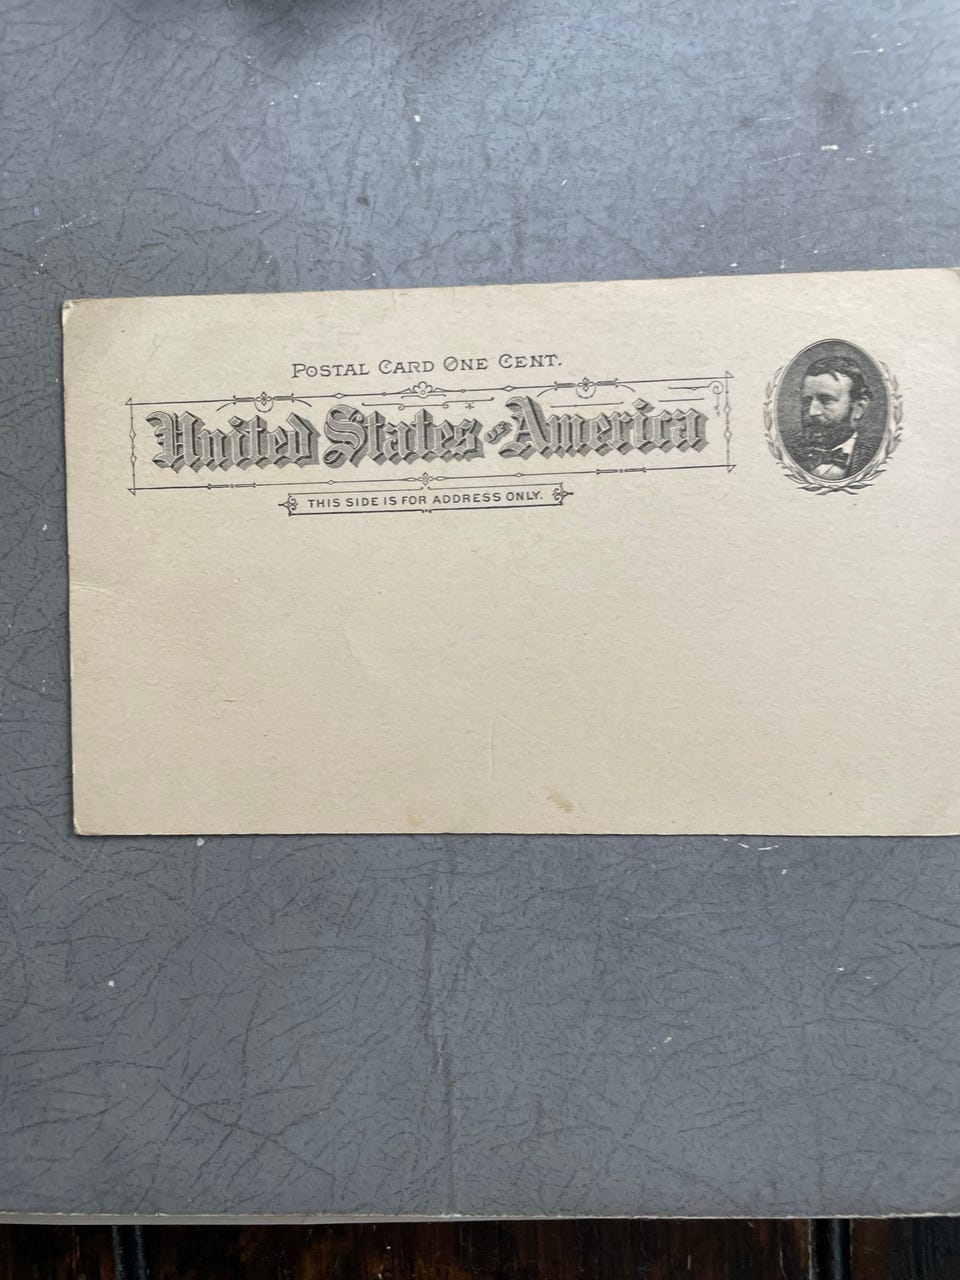 POSTAL CARD ONE CENT.
United States OF America
THIS SIDE IS FOR ADDRESS ONLY.